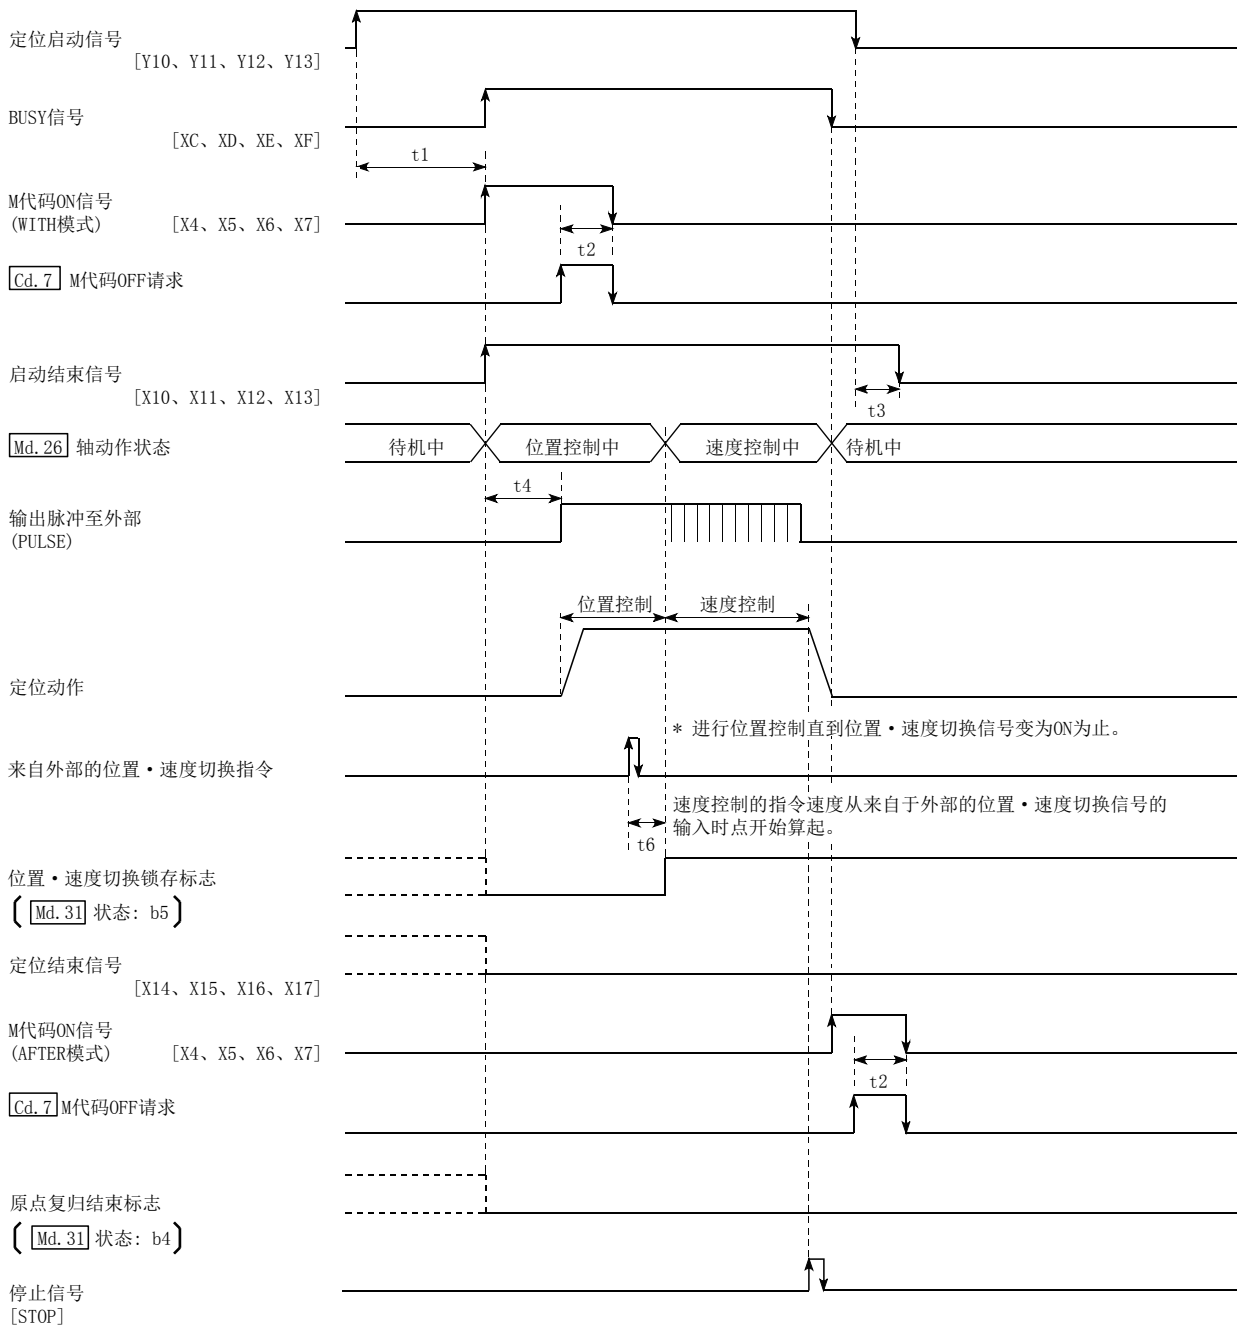 定位启动信号
[Y10、Y11、Y12、Y13]
BUSY信号
[XC、XD、XE、XF]
t1
M代码ON信号
(WITH模式) [X4、X5、X6、X7]
t2
Cd.7 M代码OFF请求
启动结束信号
[X10、X11、X12、X13]
t3
Md.26 轴动作状态 待机中 位置控制中 速度控制中 待机中
t4
输出脉冲至外部
(PULSE)
位置控制 速度控制
定位动作
* 进行位置控制直到位置·速度切换信号变为ON为止。
来自外部的位置·速度切换指令
速度控制的指令速度从来自于外部的位置·速度切换信号的
输入时点开始算起。
t6
位置·速度切换锁存标志
( Md.31 状态: b5)
定位结束信号
[X14、X15、X16、X17]
M代码ON信号
(AFTER模式) [X4、X5、X6、X7]
t2
Cd.7 M代码OFF请求
原点复归结束标志
( Md.31 状态: b4)
停止信号
[STOP]